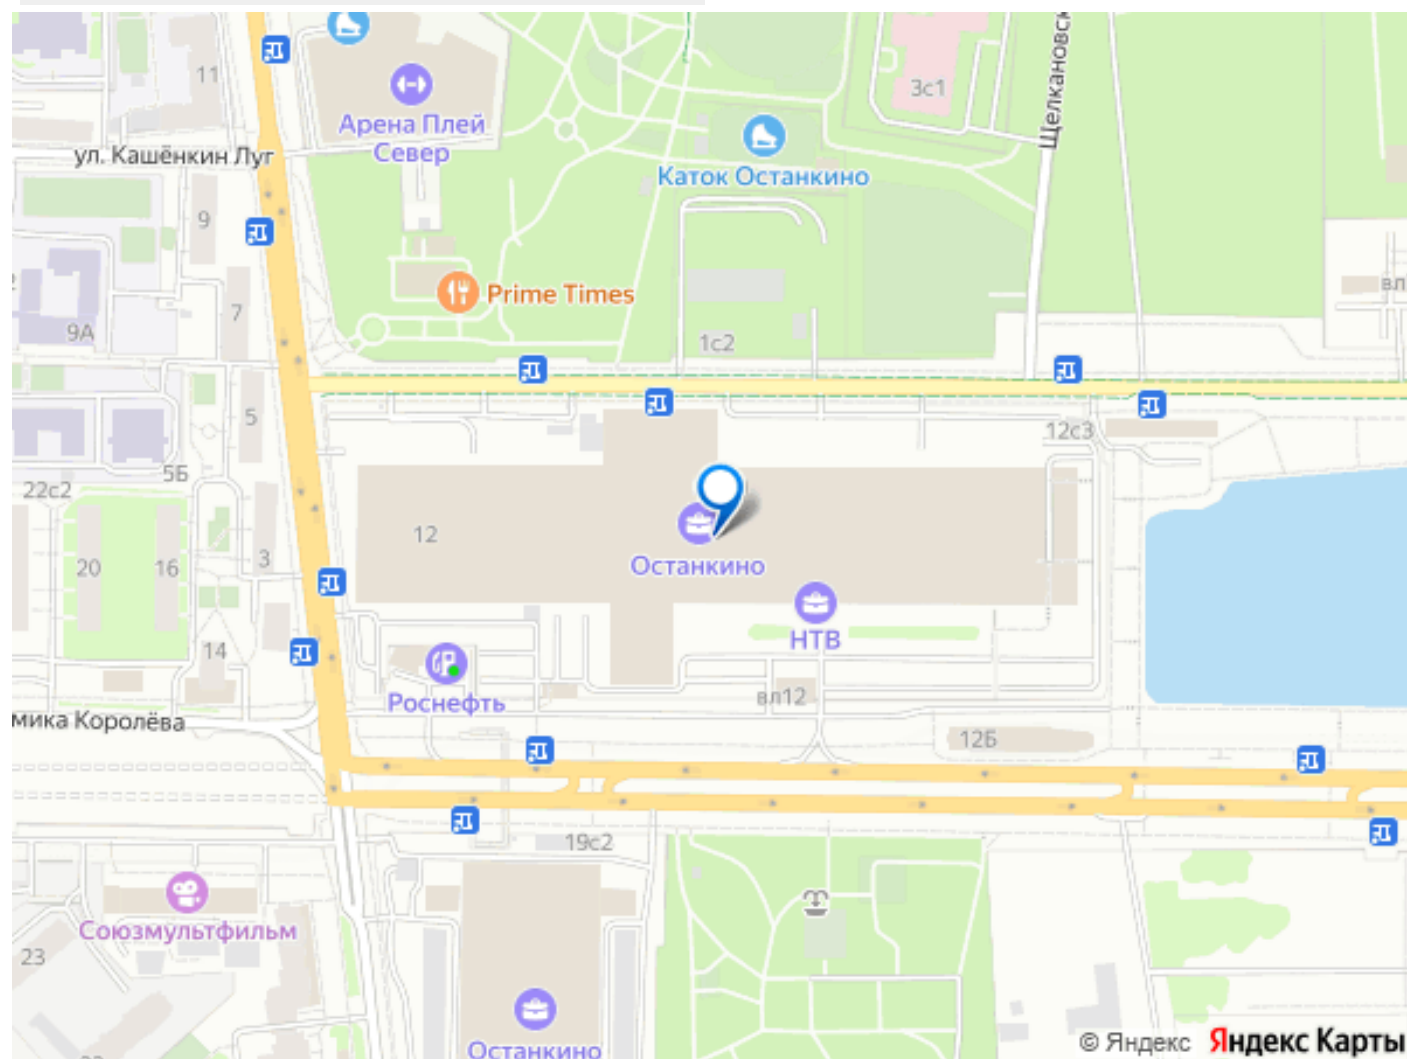 11
3с1
Щелкановск
Арена Плей
Север
ул. Кашёнкин Луг
Каток Останкино
9
вл
Prime Times
7
9А
1с2
5
12с3
5Б
22с2
12
3
20
16
Останкино
НТВ
14
Роснефть
вл12
мика Королёва
12Б
19с2
Союзмультфильм
23
Останкино
© Яндекс Яндекс Карты